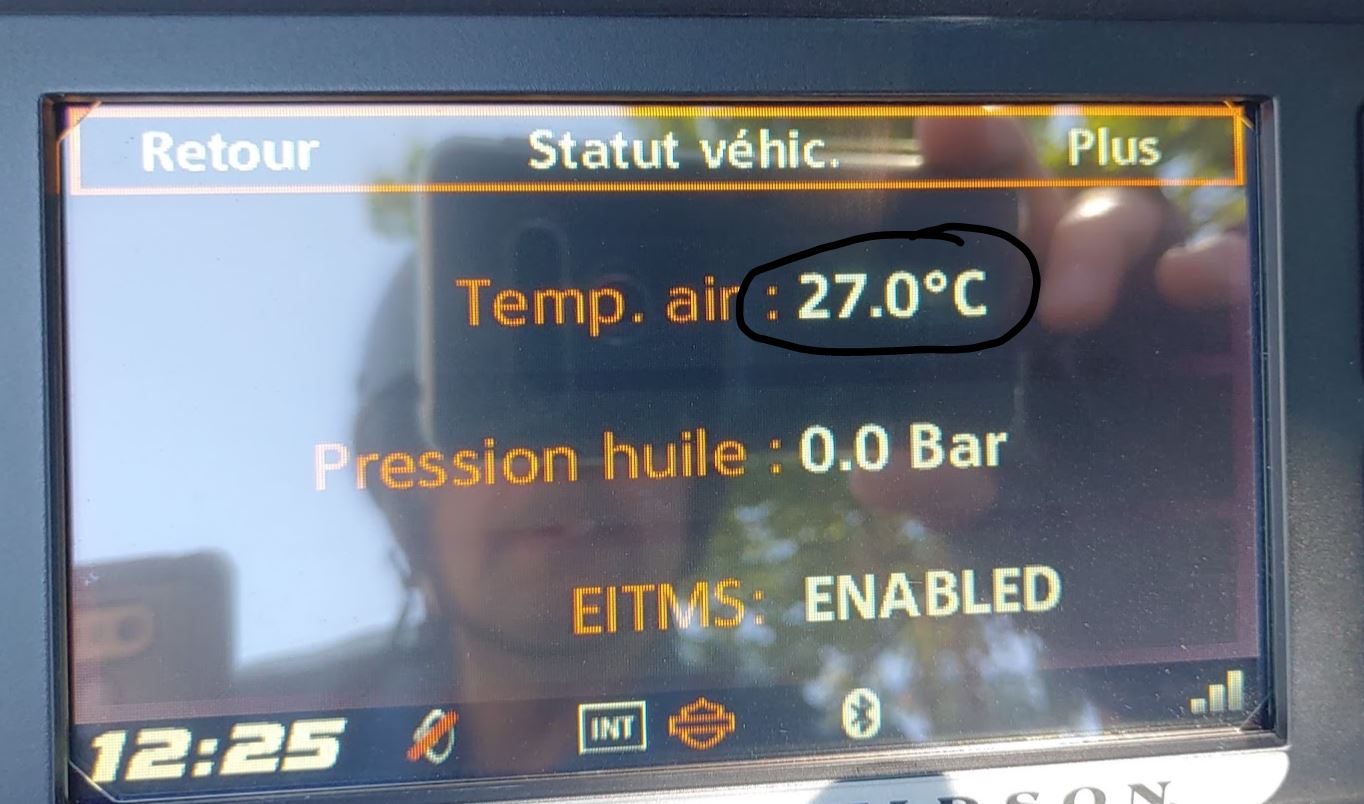 Retour Statut véhic. Plus
Temp. air : 27.0°C
Pression huile : 0.0 Bar
EITMS: ENABLED
12:25 INT